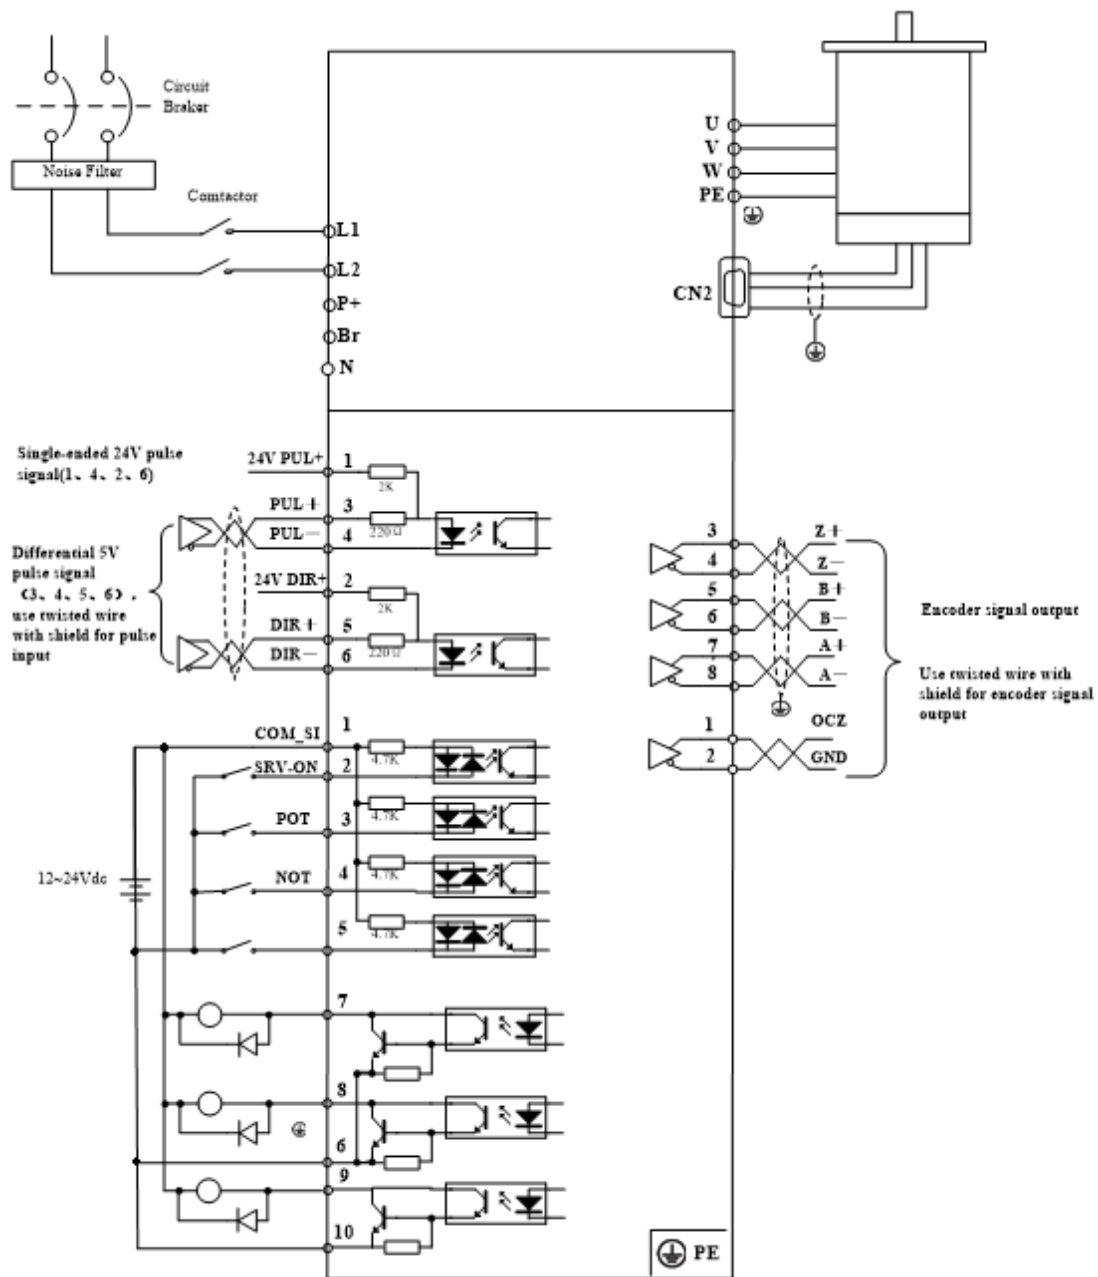 Circuit
Braker
Noise Filter
Comtactor
L1
L2
P+
Br
N
U
V
W
PE
CN2
Single-ended 24V pulse
signal(1、4、2、6)
24V PUL+
1
2K
PUL+
3
220Ω
PUL-
4
Differential 5V
pulse signal
（3、4、5、6）,
use twisted wire
with shield for pulse
input
24V DIR+
2
2K
DIR+
5
DIR-
6
220Ω
3
Z+
4
Z-
5
B+
6
B-
7
A+
8
A-
1
OCZ
2
GND
Encoder signal output
Use twisted wire with
shield for encoder signal
output
COM_SI
1
4.7K
SRV-ON
2
4.7K
POT
3
4.7K
NOT
4
12~24Vdc
5
4.7K
7
8
6
9
10
PE